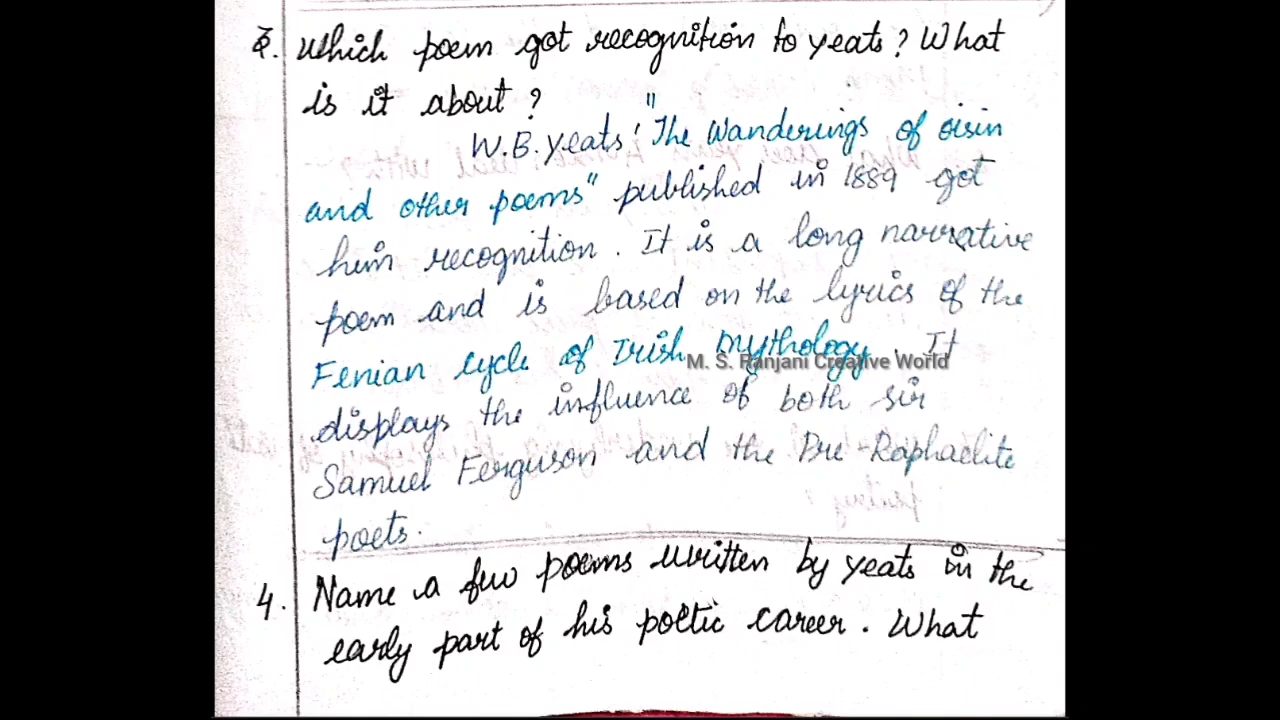 3. Which poem got recognition to yeats? What
is it about?
W.B. yeats' "The Wanderings of oisin
and other poems" published in 1889 got
him recognition. It is a long narrative
poem and is based on the lyrics of the
Fenian cycle of Irish mythology. It
M. S. Ranjani Creative World
displays the influence of both sir
Samuel Ferguson and the Pre-Raphaelite
poets.
4. Name a few poems written by yeats in the
early part of his poetic career. What